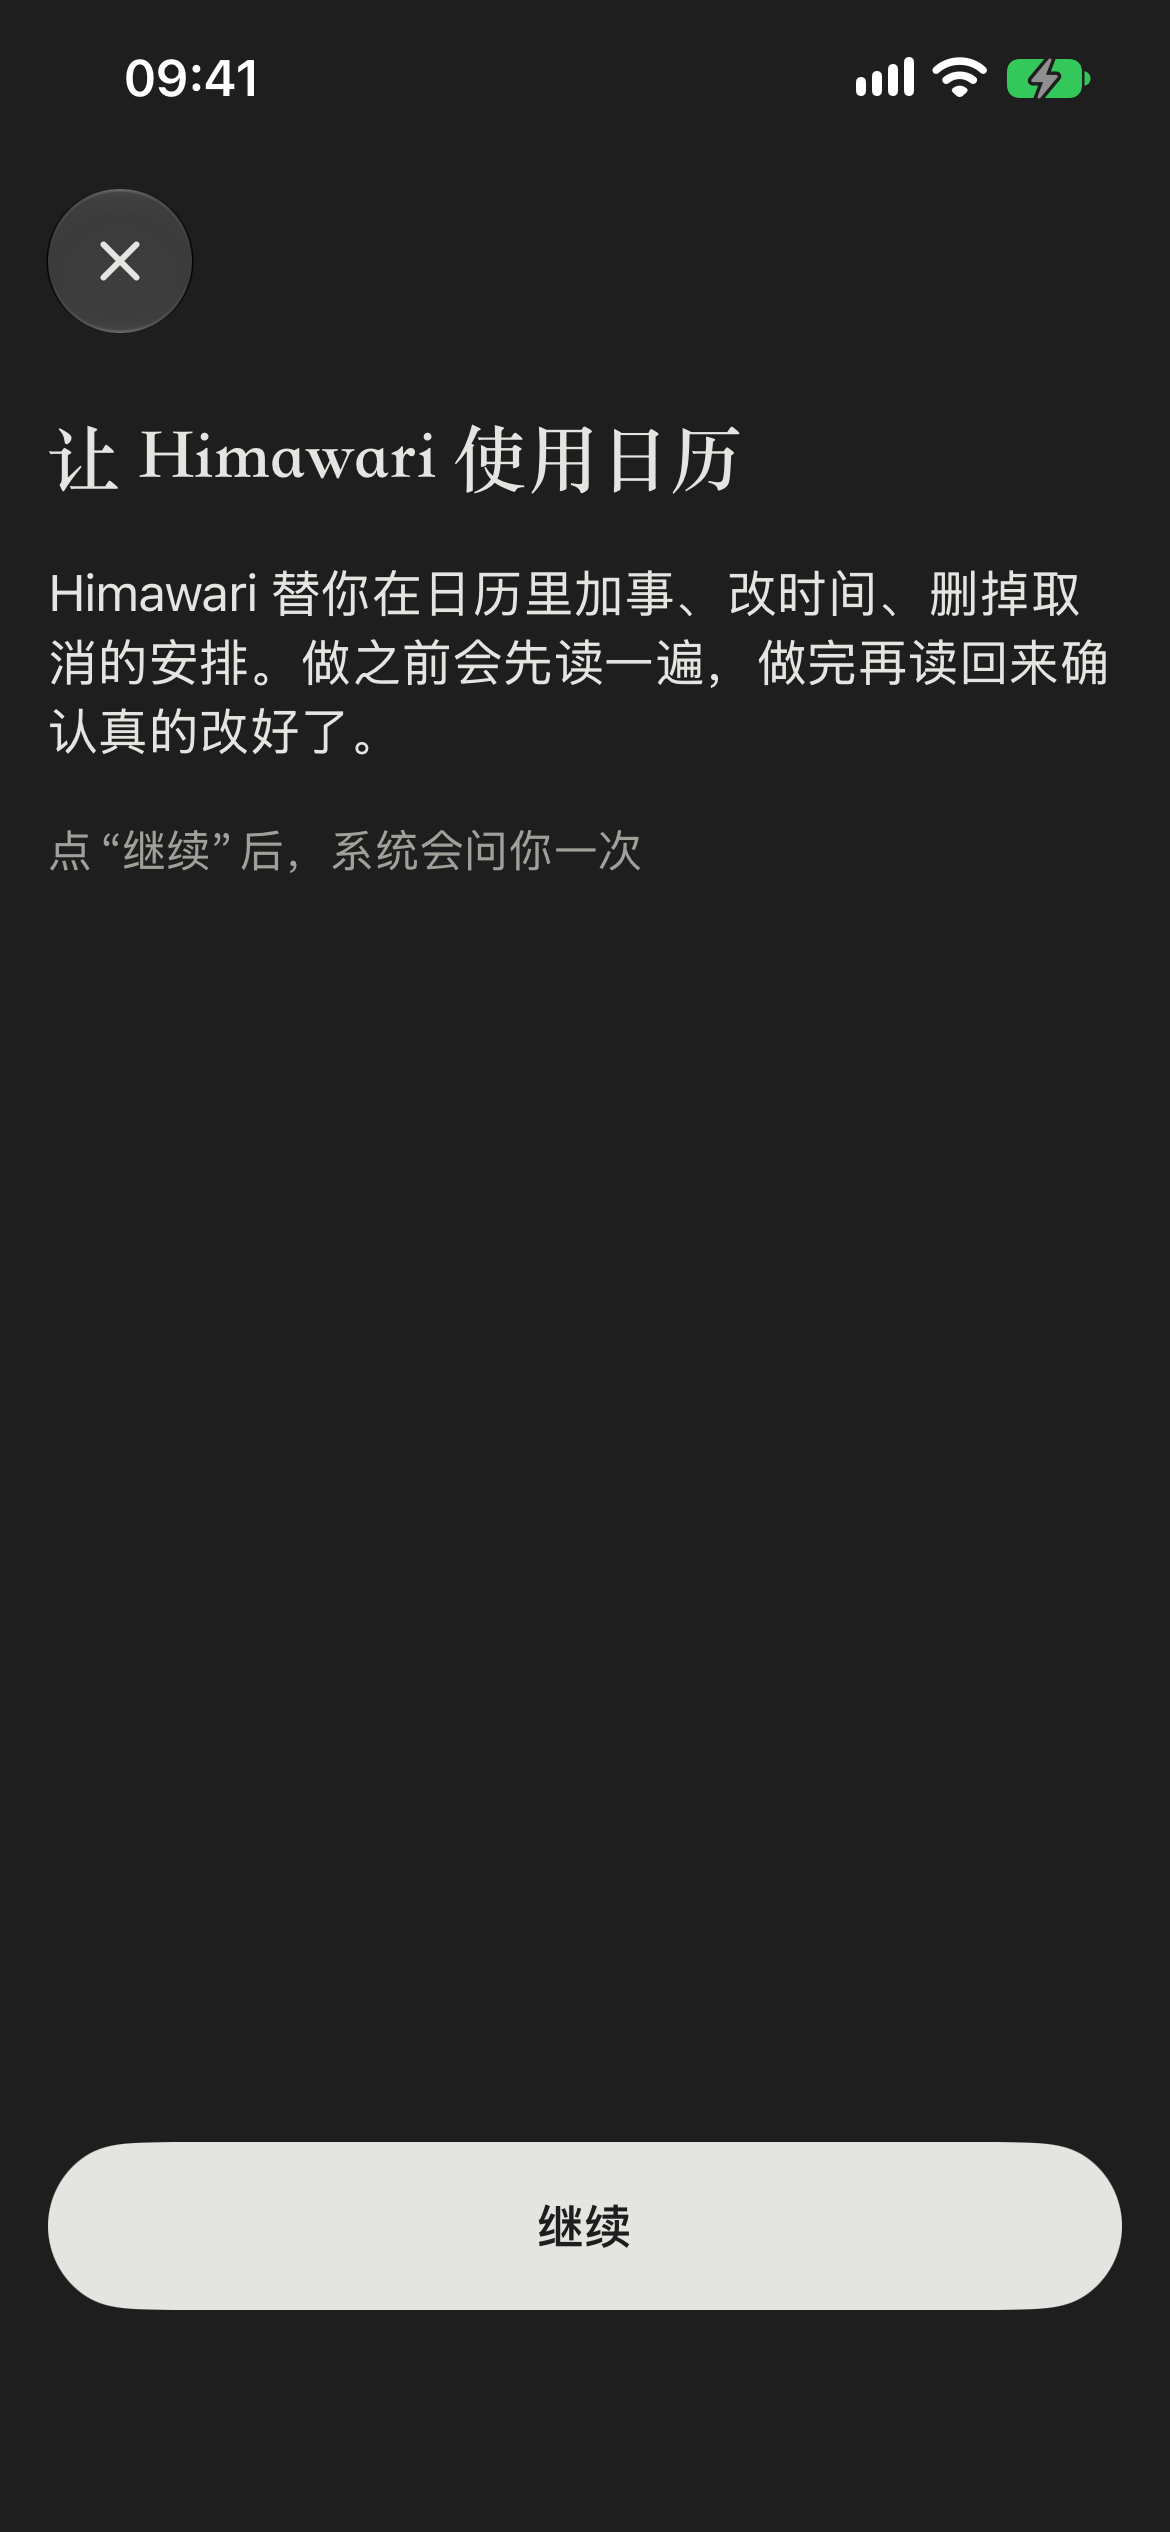 09:41
让 Himawari 使用日历
Himawari 替你在日历里加事、改时间、删掉取
消的安排。做之前会先读一遍，做完再读回来确
认真的改好了。
点 “继续” 后，系统会问你一次
继续